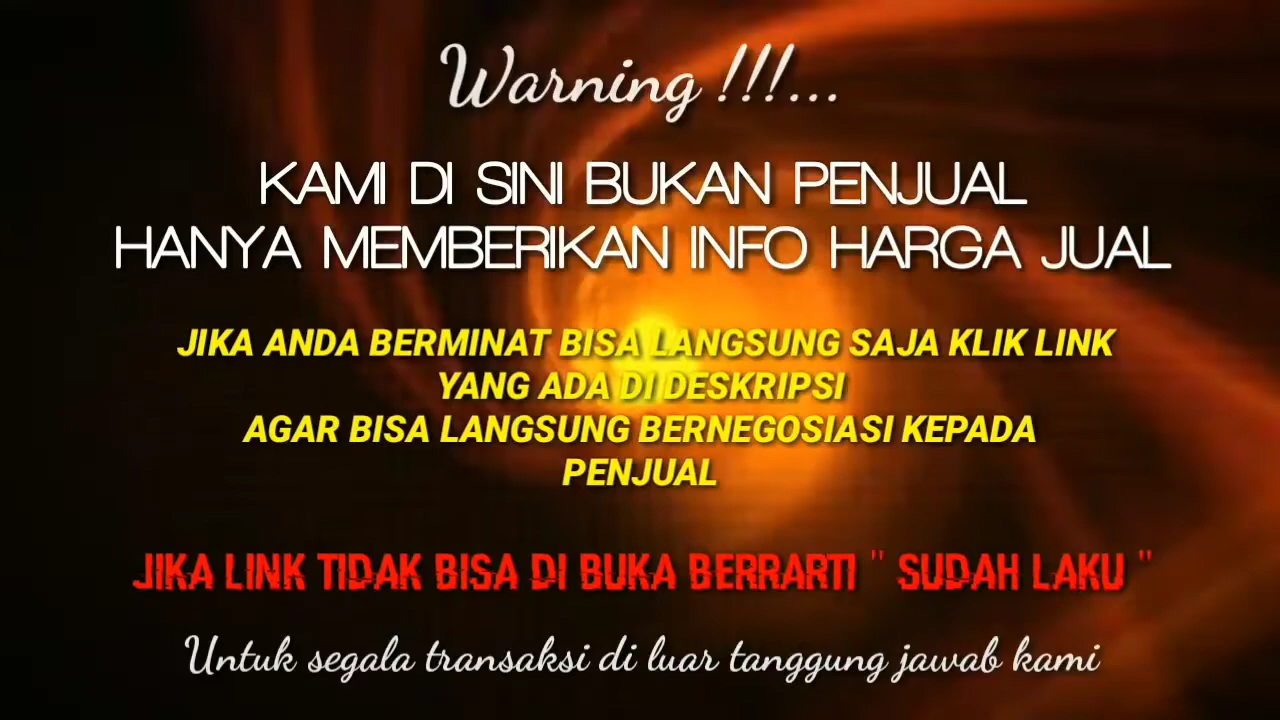 Warning !!!...
KAMI DI SINI BUKAN PENJUAL
HANYA MEMBERIKAN INFO HARGA JUAL
JIKA ANDA BERMINAT BISA LANGSUNG SAJA KLIK LINK
YANG ADA DI DESKRIPSI
AGAR BISA LANGSUNG BERNEGOSIASI KEPADA
PENJUAL
JIKA LINK TIDAK BISA DI BUKA BERRARTI " SUDAH LAKU "
Untuk segala transaksi di luar tanggung jawab kami